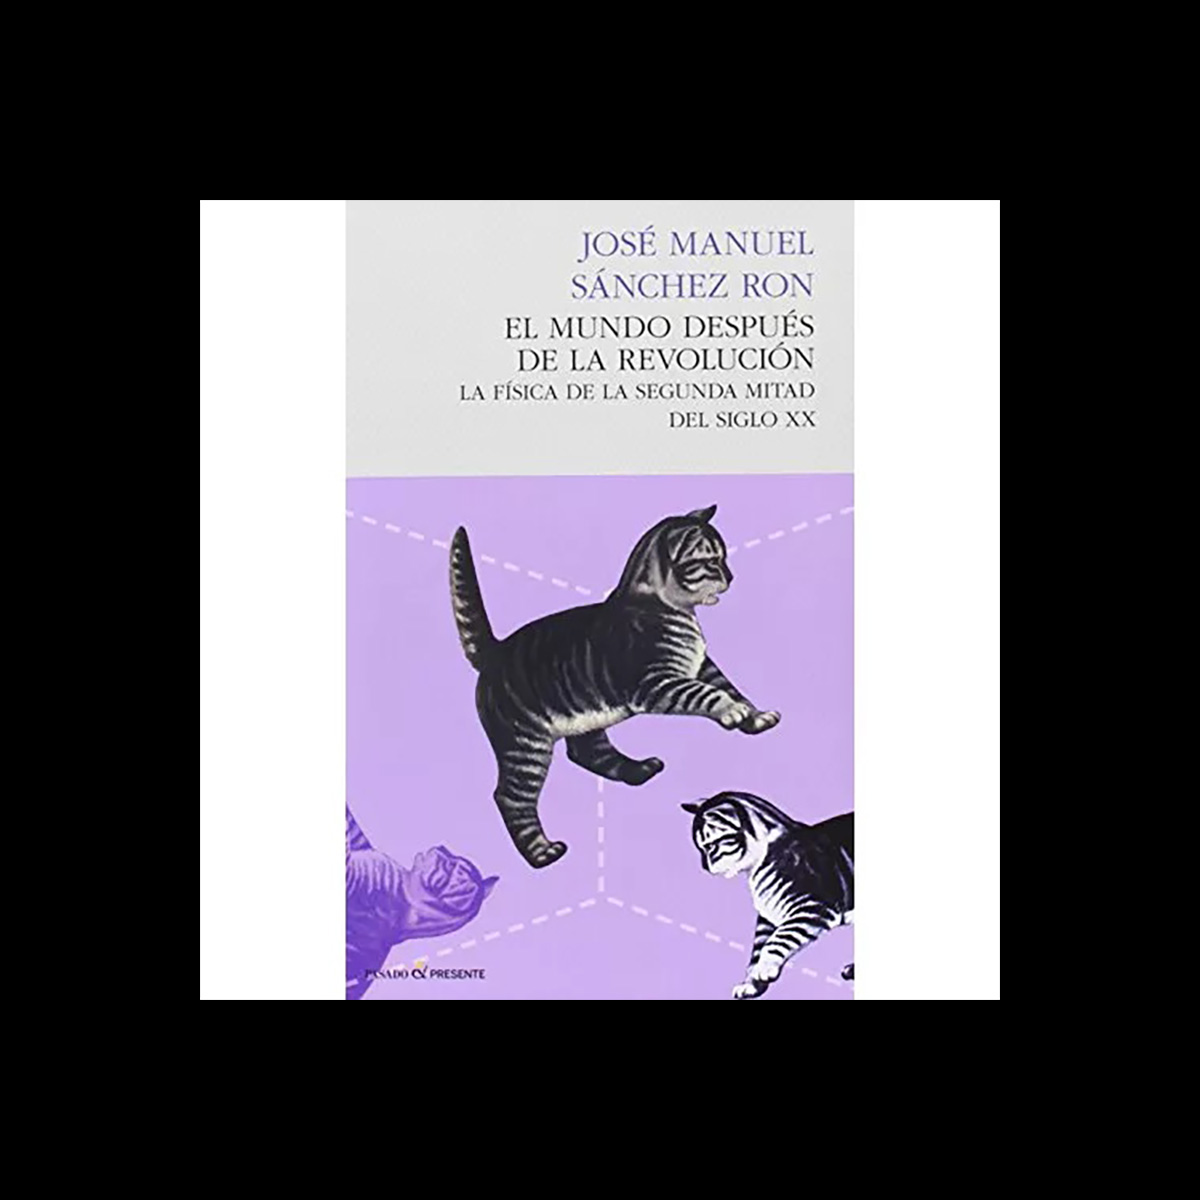 JOSÉ MANUEL
SÁNCHEZ RON
EL MUNDO DESPUÉS
DE LA REVOLUCIÓN
LA FÍSICA DE LA SEGUNDA MITAD
DEL SIGLO XX
PASADO & PRESENTE